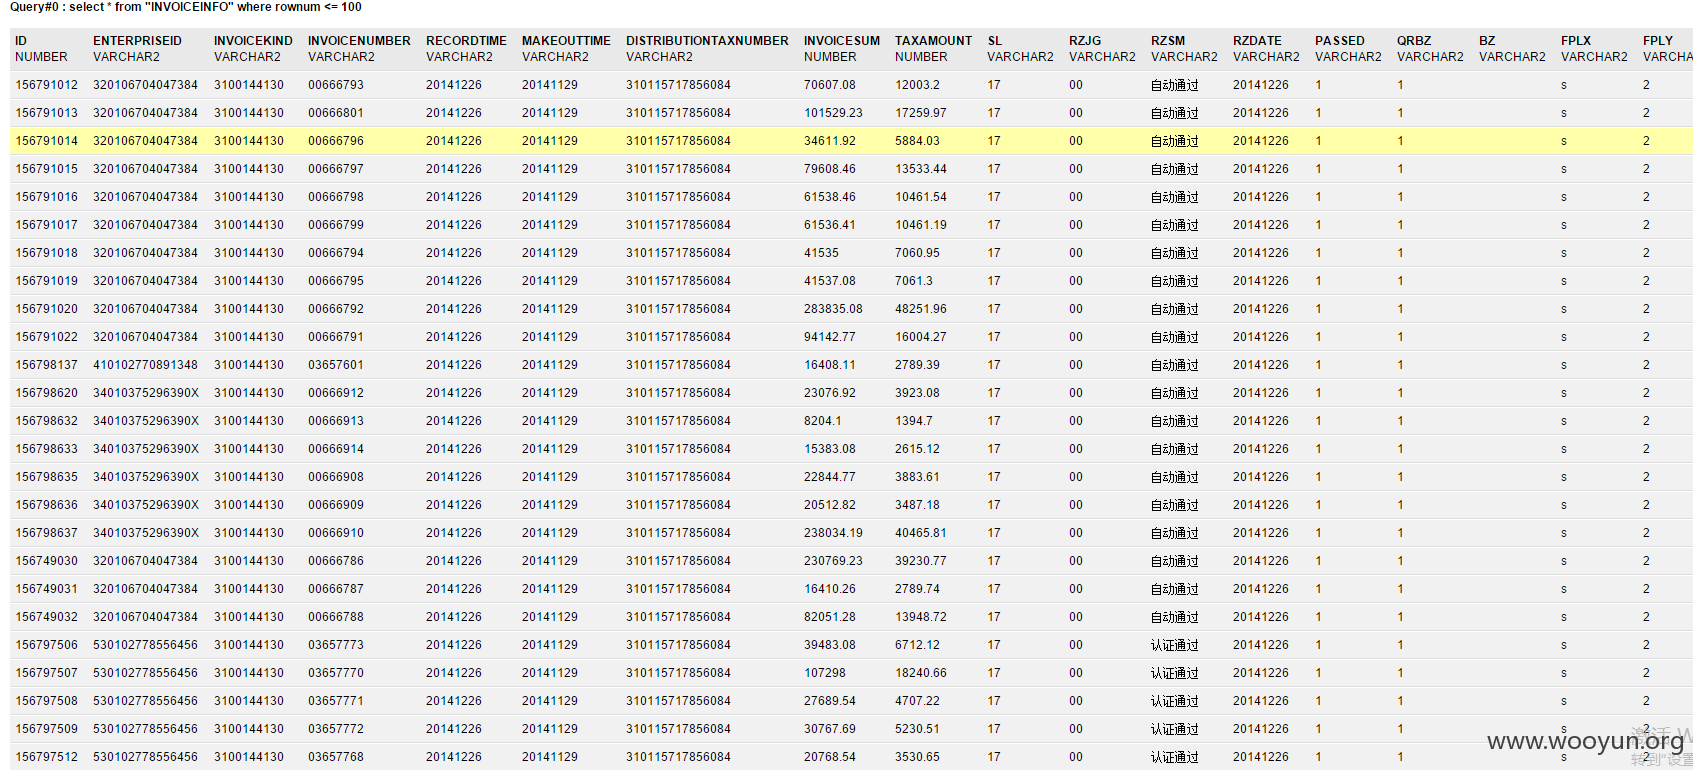 Query#0 : select * from "INVOICEINFO" where rownum <= 100
ID ENTERPRISEID INVOICEKIND INVOICENUMBER RECORDTIME MAKEOUTTIME DISTRIBUTIONTAXNUMBER INVOICESUM TAXAMOUNT SL RZJG RZSM RZDATE PASSED QRBZ BZ FPLX FPLY
NUMBER VARCHAR2 VARCHAR2 VARCHAR2 VARCHAR2 VARCHAR2 VARCHAR2 NUMBER NUMBER VARCHAR2 VARCHAR2 VARCHAR2 VARCHAR2 VARCHAR2 VARCHAR2 VARCHAR2 VARCHAR2 VARCHA
156791012 320106704047384 3100144130 00666793 20141226 20141129 310115717856084 70607.08 12003.2 17 00 自动通过 20141226 1 1 s 2
156791013 320106704047384 3100144130 00666801 20141226 20141129 310115717856084 101529.23 17259.97 17 00 自动通过 20141226 1 1 s 2
156791014 320106704047384 3100144130 00666796 20141226 20141129 310115717856084 34611.92 5884.03 17 00 自动通过 20141226 1 1 s 2
156791015 320106704047384 3100144130 00666797 20141226 20141129 310115717856084 79608.46 13533.44 17 00 自动通过 20141226 1 1 s 2
156791016 320106704047384 3100144130 00666798 20141226 20141129 310115717856084 61538.46 10461.54 17 00 自动通过 20141226 1 1 s 2
156791017 320106704047384 3100144130 00666799 20141226 20141129 310115717856084 61536.41 10461.19 17 00 自动通过 20141226 1 1 s 2
156791018 320106704047384 3100144130 00666794 20141226 20141129 310115717856084 41535 7060.95 17 00 自动通过 20141226 1 1 s 2
156791019 320106704047384 3100144130 00666795 20141226 20141129 310115717856084 41537.08 7061.3 17 00 自动通过 20141226 1 1 s 2
156791020 320106704047384 3100144130 00666792 20141226 20141129 310115717856084 283835.08 48251.96 17 00 自动通过 20141226 1 1 s 2
156791022 320106704047384 3100144130 00666791 20141226 20141129 310115717856084 94142.77 16004.27 17 00 自动通过 20141226 1 1 s 2
156798137 410102770891348 3100144130 03657601 20141226 20141129 310115717856084 16408.11 2789.39 17 00 自动通过 20141226 1 1 s 2
156798620 34010375296390X 3100144130 00666912 20141226 20141129 310115717856084 23076.92 3923.08 17 00 自动通过 20141226 1 1 s 2
156798632 34010375296390X 3100144130 00666913 20141226 20141129 310115717856084 8204.1 1394.7 17 00 自动通过 20141226 1 1 s 2
156798633 34010375296390X 3100144130 00666914 20141226 20141129 310115717856084 15383.08 2615.12 17 00 自动通过 20141226 1 1 s 2
156798635 34010375296390X 3100144130 00666908 20141226 20141129 310115717856084 22844.77 3883.61 17 00 自动通过 20141226 1 1 s 2
156798636 34010375296390X 3100144130 00666909 20141226 20141129 310115717856084 20512.82 3487.18 17 00 自动通过 20141226 1 1 s 2
156798637 34010375296390X 3100144130 00666910 20141226 20141129 310115717856084 238034.19 40465.81 17 00 自动通过 20141226 1 1 s 2
156749030 320106704047384 3100144130 00666786 20141226 20141129 310115717856084 230769.23 39230.77 17 00 自动通过 20141226 1 1 s 2
156749031 320106704047384 3100144130 00666787 20141226 20141129 310115717856084 16410.26 2789.74 17 00 自动通过 20141226 1 1 s 2
156749032 320106704047384 3100144130 00666788 20141226 20141129 310115717856084 82051.28 13948.72 17 00 自动通过 20141226 1 1 s 2
156797506 530102778556456 3100144130 03657773 20141226 20141129 310115717856084 39483.08 6712.12 17 00 认证通过 20141226 1 1 s 2
156797507 530102778556456 3100144130 03657770 20141226 20141129 310115717856084 107298 18240.66 17 00 认证通过 20141226 1 1 s 2
156797508 530102778556456 3100144130 03657771 20141226 20141129 310115717856084 27689.54 4707.22 17 00 认证通过 20141226 1 1 s 2
156797509 530102778556456 3100144130 03657772 20141226 20141129 310115717856084 30767.69 5230.51 17 00 认证通过 20141226 1 1 s 2
156797512 530102778556456 3100144130 03657768 20141226 20141129 310115717856084 20768.54 3530.65 17 00 认证通过 20141226 1 1 s 2
激活 W
www.wooyun.org
转到"设置